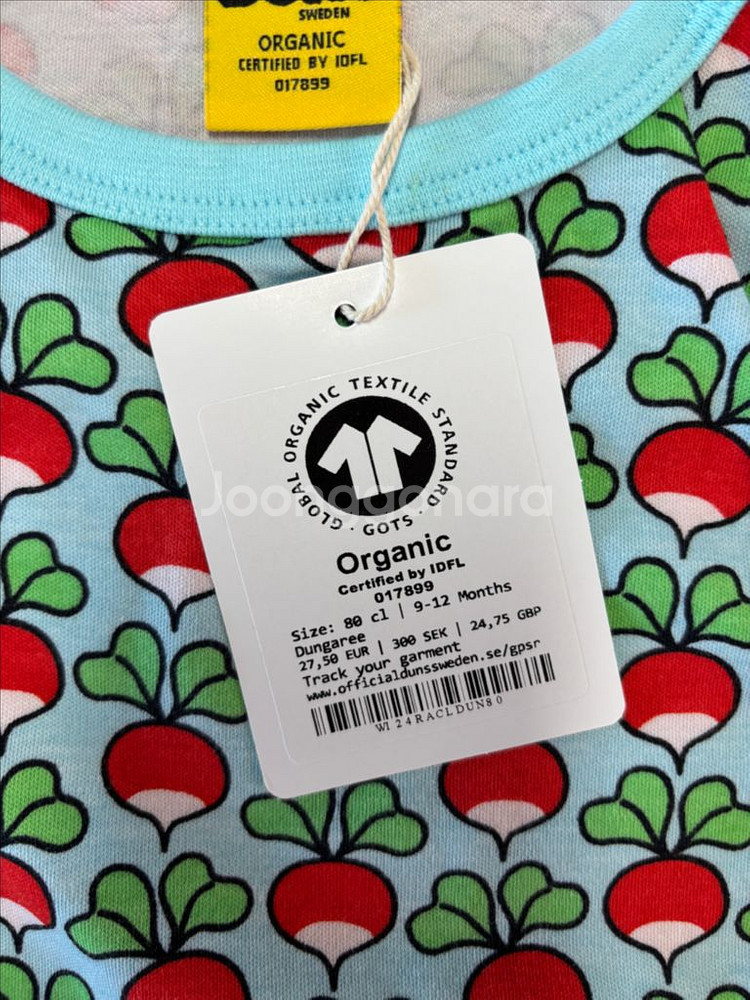 SWEDEN
ORGANIC
CERTIFIED BY IDFL
017899
GLOBAL ORGANIC TEXTILE STANDARD · GOTS ·
Organic
Certified by IDFL
017899
Size: 80 cl | 9-12 Months
Dungaree
27,50 EUR | 300 SEK | 24,75 GBP
Track your garment
www.officialdunssweden.se/gpsr
WI24RACLDUN80
Joonggonara